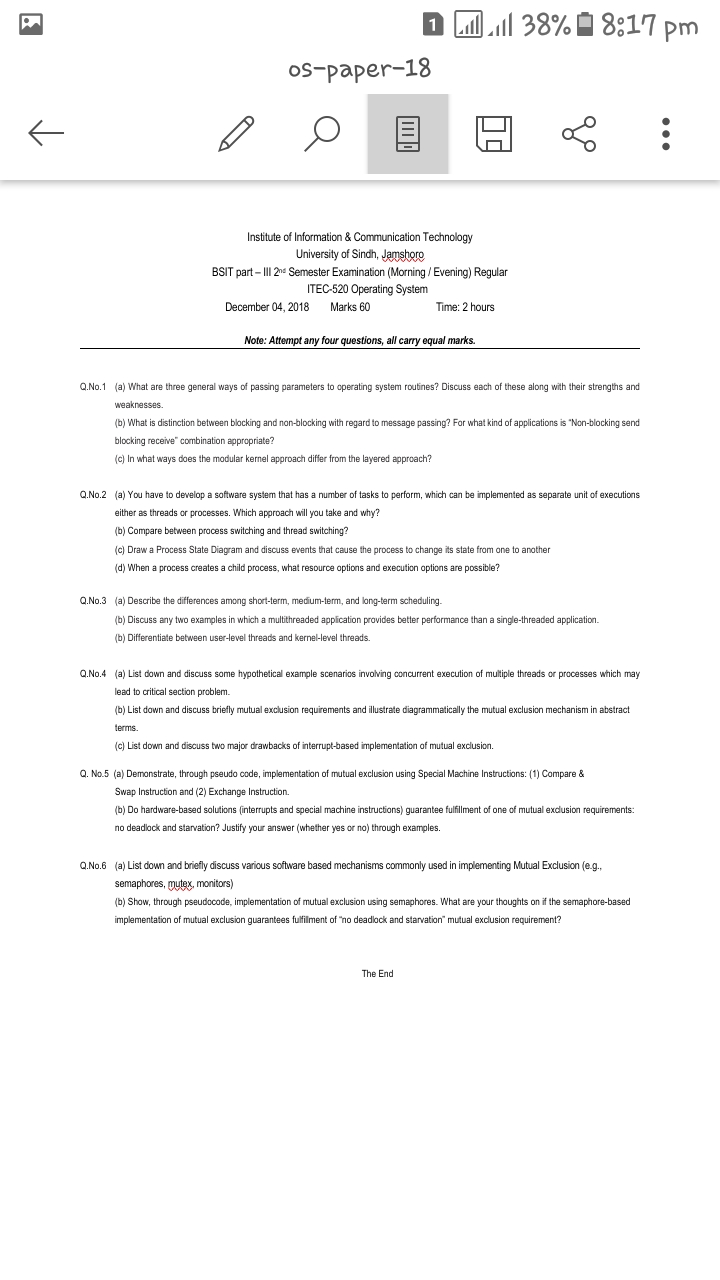 1 38% 8:17 pm
os-paper-18
Institute of Information & Communication Technology
University of Sindh, Jamshoro
BSIT part – III 2nd Semester Examination (Morning / Evening) Regular
ITEC-520 Operating System
December 04, 2018 Marks 60 Time: 2 hours
Note: Attempt any four questions, all carry equal marks.
Q.No.1 (a) What are three general ways of passing parameters to operating system routines? Discuss each of these along with their strengths and
weaknesses.
(b) What is distinction between blocking and non-blocking with regard to message passing? For what kind of applications is “Non-blocking send
blocking receive” combination appropriate?
(c) In what ways does the modular kernel approach differ from the layered approach?
Q.No.2 (a) You have to develop a software system that has a number of tasks to perform, which can be implemented as separate unit of executions
either as threads or processes. Which approach will you take and why?
(b) Compare between process switching and thread switching?
(c) Draw a Process State Diagram and discuss events that cause the process to change its state from one to another
(d) When a process creates a child process, what resource options and execution options are possible?
Q.No.3 (a) Describe the differences among short-term, medium-term, and long-term scheduling.
(b) Discuss any two examples in which a multithreaded application provides better performance than a single-threaded application.
(b) Differentiate between user-level threads and kernel-level threads.
Q.No.4 (a) List down and discuss some hypothetical example scenarios involving concurrent execution of multiple threads or processes which may
lead to critical section problem.
(b) List down and discuss briefly mutual exclusion requirements and illustrate diagrammatically the mutual exclusion mechanism in abstract
terms.
(c) List down and discuss two major drawbacks of interrupt-based implementation of mutual exclusion.
Q. No.5 (a) Demonstrate, through pseudo code, implementation of mutual exclusion using Special Machine Instructions: (1) Compare &
Swap Instruction and (2) Exchange Instruction.
(b) Do hardware-based solutions (interrupts and special machine instructions) guarantee fulfillment of one of mutual exclusion requirements:
no deadlock and starvation? Justify your answer (whether yes or no) through examples.
Q.No.6 (a) List down and briefly discuss various software based mechanisms commonly used in implementing Mutual Exclusion (e.g.,
semaphores, mutex, monitors)
(b) Show, through pseudocode, implementation of mutual exclusion using semaphores. What are your thoughts on if the semaphore-based
implementation of mutual exclusion guarantees fulfillment of “no deadlock and starvation” mutual exclusion requirement?
The End